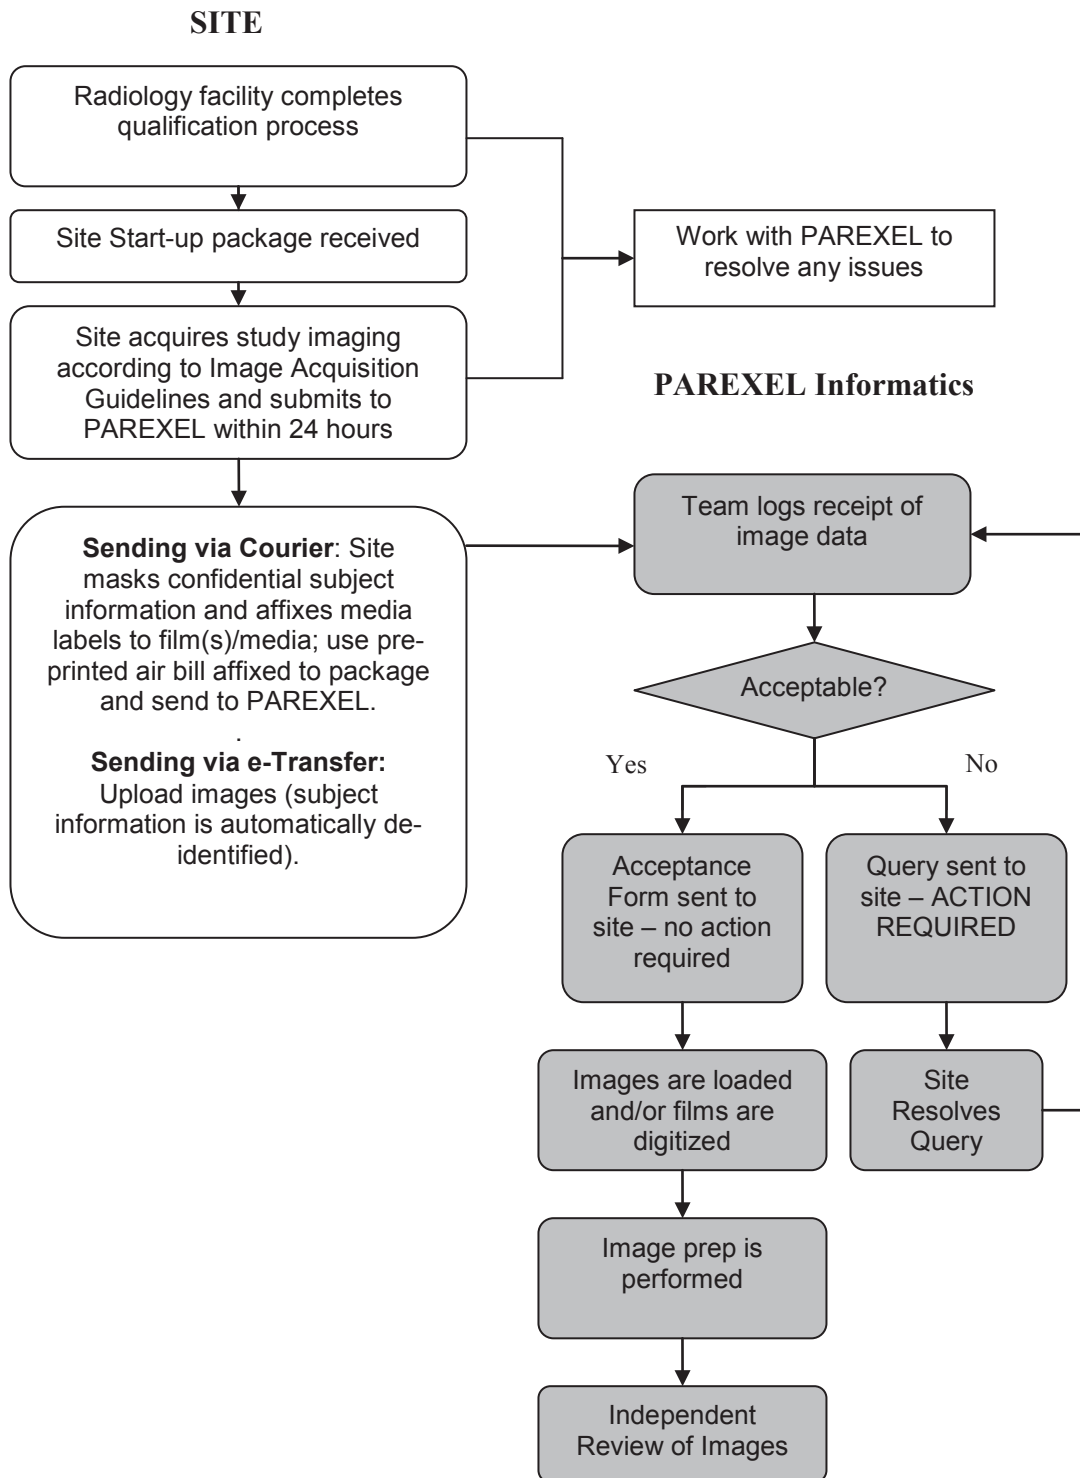 SITE
Radiology facility completes
qualification process
Site Start-up package received
Work with PAREXEL to
resolve any issues
Site acquires study imaging
according to Image Acquisition
Guidelines and submits to
PAREXEL within 24 hours
PAREXEL Informatics
Sending via Courier: Site
masks confidential subject
information and affixes media
labels to film(s)/media; use pre-
printed air bill affixed to package
and send to PAREXEL.
.
Sending via e-Transfer:
Upload images (subject
information is automatically de-
identified).
Team logs receipt of
image data
Acceptable?
Yes
No
Acceptance
Form sent to
site – no action
required
Query sent to
site – ACTION
REQUIRED
Images are loaded
and/or films are
digitized
Site
Resolves
Query
Image prep is
performed
Independent
Review of Images